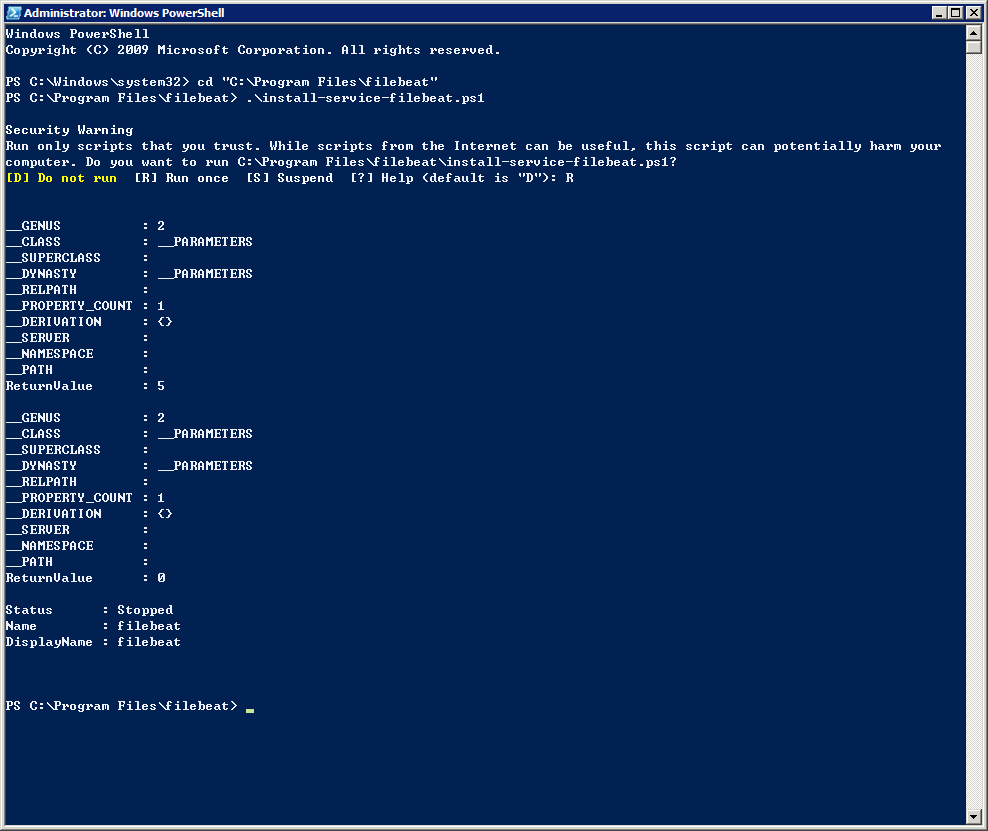 Administrator: Windows PowerShell
Windows PowerShell
Copyright (C) 2009 Microsoft Corporation. All rights reserved.
PS C:\Windows\system32> cd "C:\Program Files\filebeat"
PS C:\Program Files\filebeat> .\install-service-filebeat.ps1
Security Warning
Run only scripts that you trust. While scripts from the Internet can be useful, this script can potentially harm your
computer. Do you want to run C:\Program Files\filebeat\install-service-filebeat.ps1?
[D] Do not run  [R] Run once  [S] Suspend  [?] Help (default is "D"): R
__GENUS          : 2
__CLASS          : __PARAMETERS
__SUPERCLASS     :
__DYNASTY        : __PARAMETERS
__RELPATH        :
__PROPERTY_COUNT : 1
__DERIVATION     : {}
__SERVER         :
__NAMESPACE      :
__PATH           :
ReturnValue      : 5
__GENUS          : 2
__CLASS          : __PARAMETERS
__SUPERCLASS     :
__DYNASTY        : __PARAMETERS
__RELPATH        :
__PROPERTY_COUNT : 1
__DERIVATION     : {}
__SERVER         :
__NAMESPACE      :
__PATH           :
ReturnValue      : 0
Status      : Stopped
Name        : filebeat
DisplayName : filebeat
PS C:\Program Files\filebeat> _